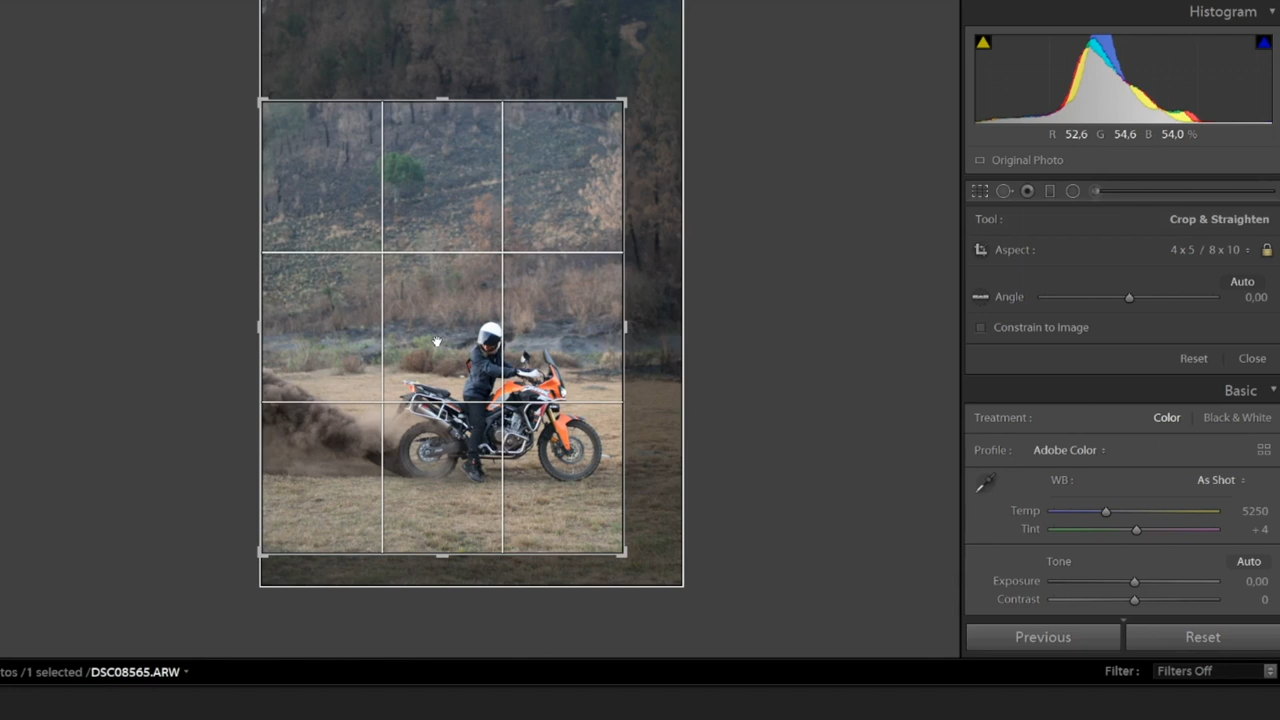 Histogram
R 52,6 G 54,6 B 54,0 %
Original Photo
Tool : Crop & Straighten
Aspect : 4 x 5 / 8 x 10
Auto
Angle 0,00
Constrain to Image
Reset Close
Basic
Treatment : Color Black & White
Profile : Adobe Color
WB : As Shot
Temp 5250
Tint + 4
Tone Auto
Exposure 0,00
Contrast 0
Previous Reset
tos / 1 selected / DSC08565.ARW
Filter : Filters Off